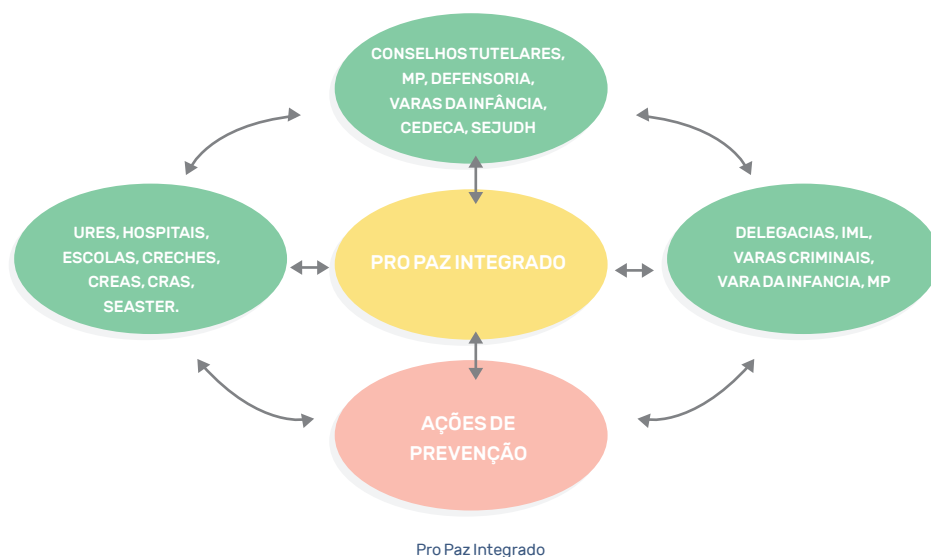 CONSELHOS TUTELARES,
MP, DEFENSORIA,
VARAS DA INFÂNCIA,
CEDECA, SEJUDH
URES, HOSPITAIS,
ESCOLAS, CRECHES,
CREAS, CRAS,
SEASTER.
PRO PAZ INTEGRADO
DELEGACIAS, IML,
VARAS CRIMINAIS,
VARA DA INFANCIA, MP
AÇÕES DE
PREVENÇÃO
Pro Paz Integrado